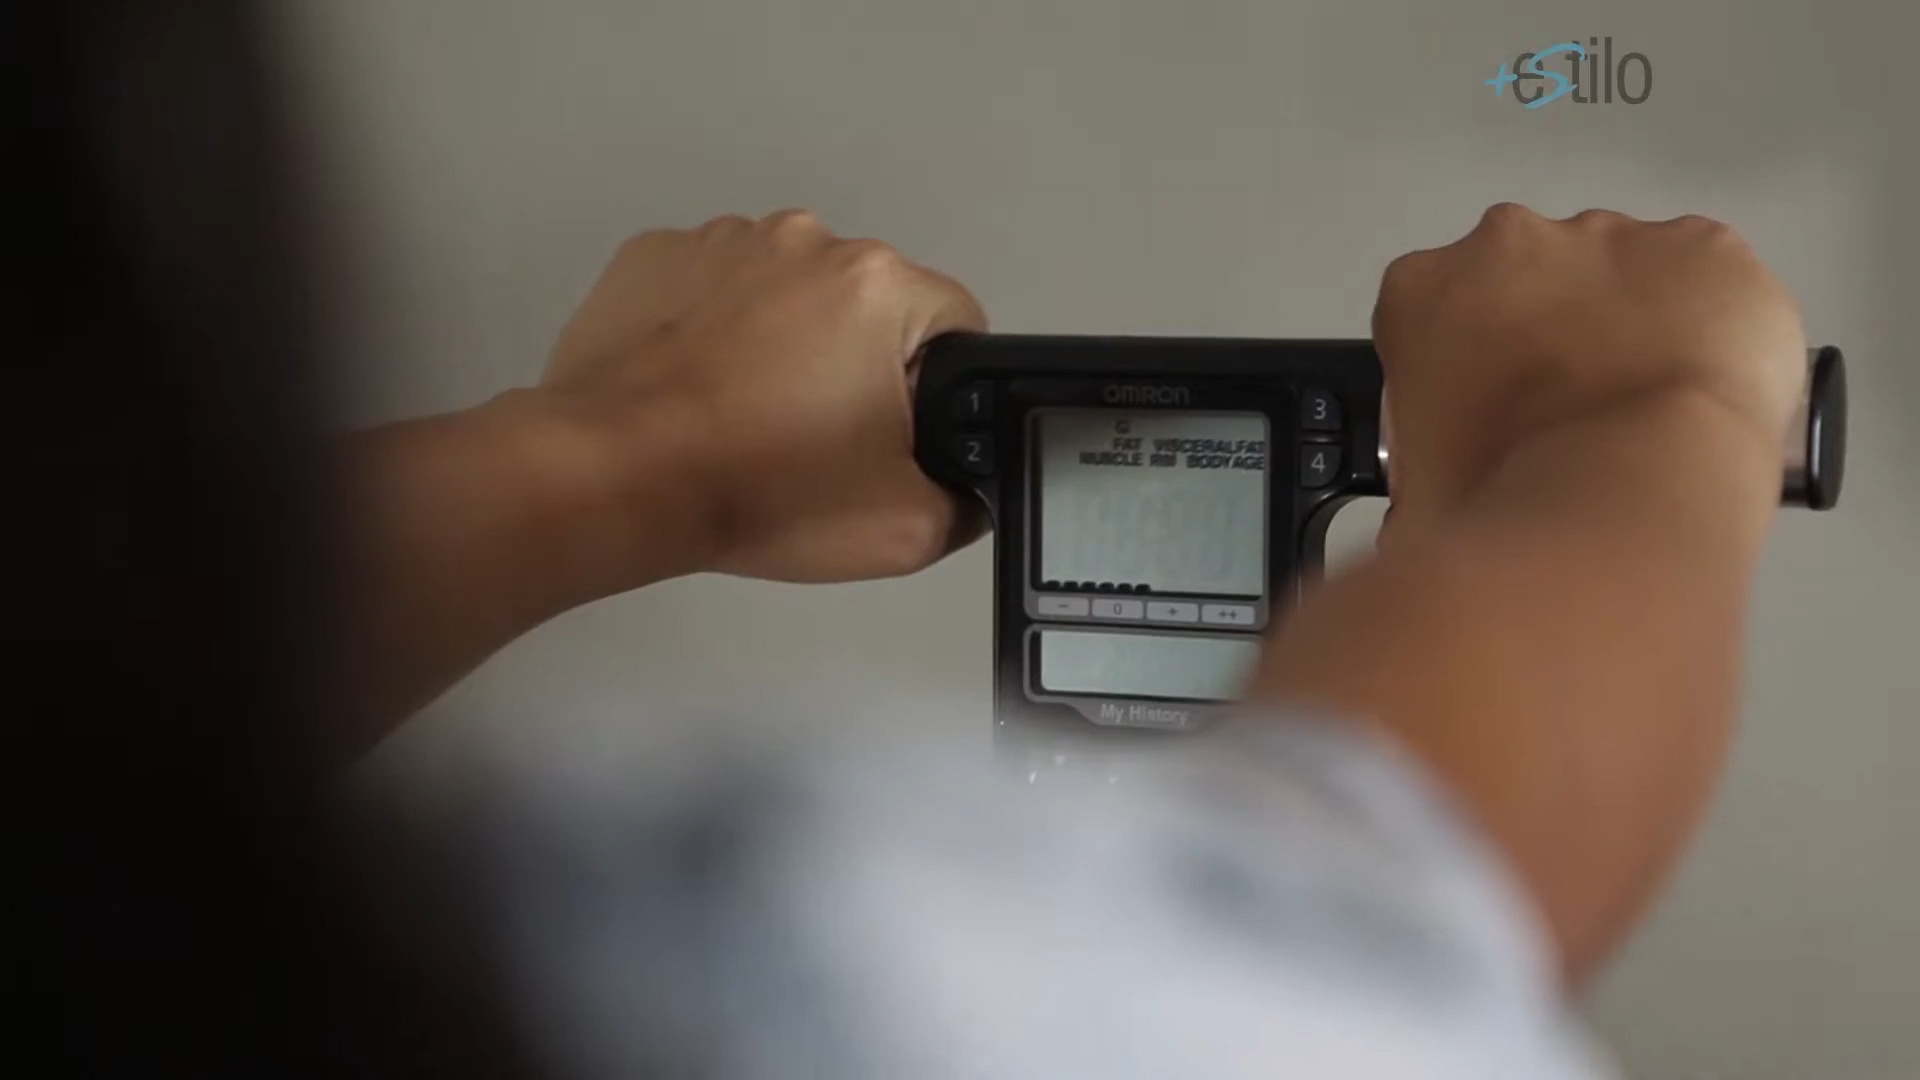 +estilo
OMRON
1
3
G
FAT VISCERALFAT
2
4
MUSCLE RM BODYAGE
- 0 + ++
My History